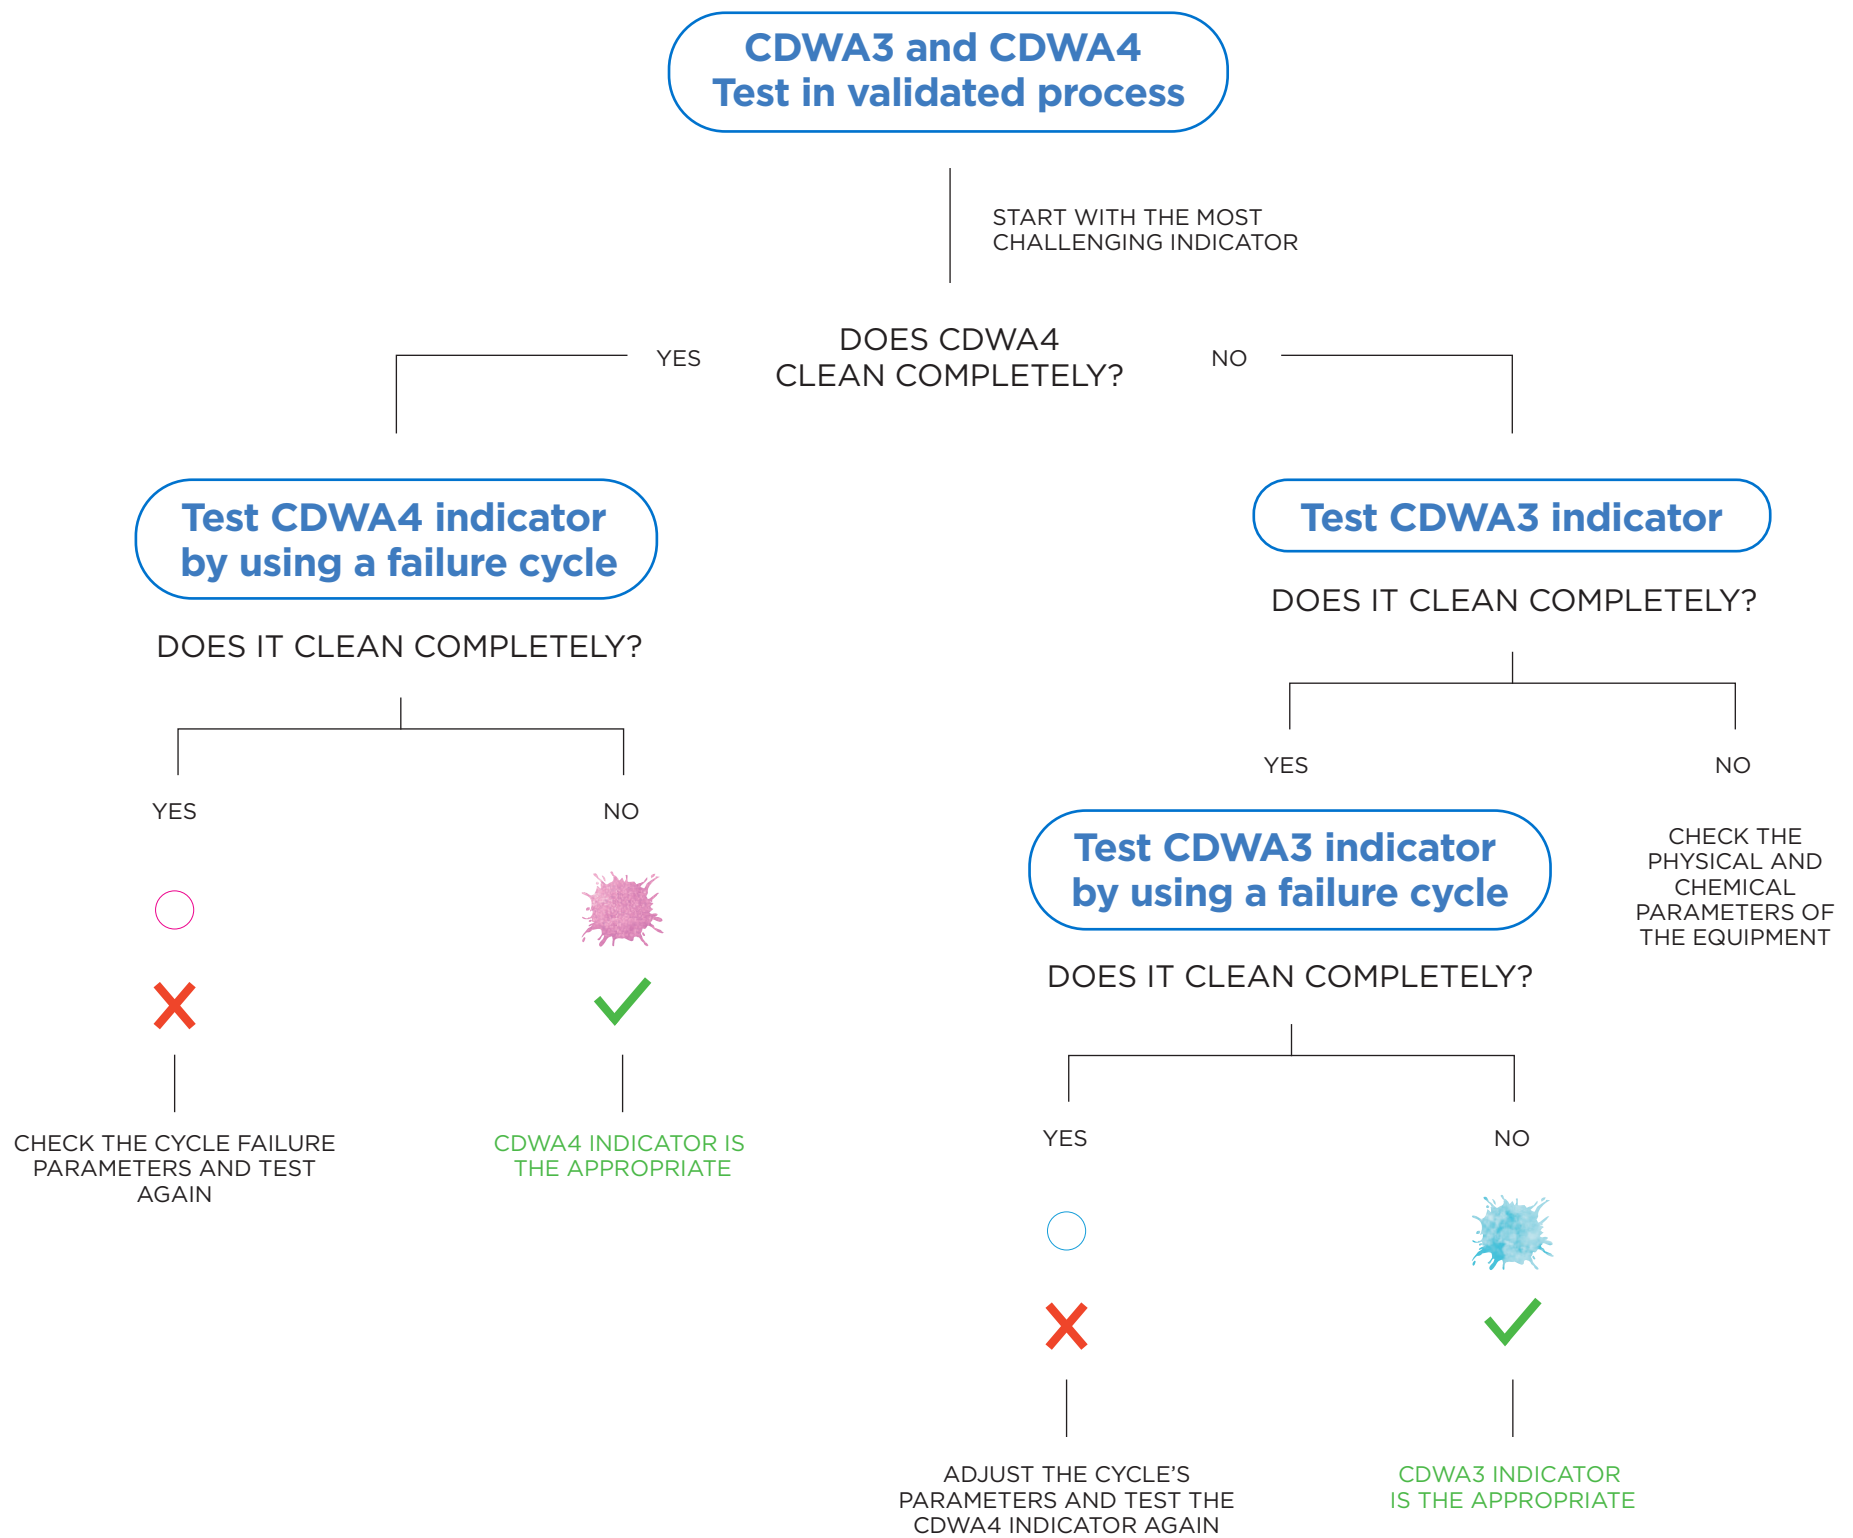 CDWA3 and CDWA4
Test in validated process
START WITH THE MOST
CHALLENGING INDICATOR
DOES CDWA4
CLEAN COMPLETELY?
YES
NO
Test CDWA4 indicator
by using a failure cycle
DOES IT CLEAN COMPLETELY?
YES
NO
CHECK THE CYCLE FAILURE
PARAMETERS AND TEST
AGAIN
CDWA4 INDICATOR IS
THE APPROPRIATE
Test CDWA3 indicator
DOES IT CLEAN COMPLETELY?
YES
NO
CHECK THE
PHYSICAL AND
CHEMICAL
PARAMETERS OF
THE EQUIPMENT
Test CDWA3 indicator
by using a failure cycle
DOES IT CLEAN COMPLETELY?
YES
NO
ADJUST THE CYCLE'S
PARAMETERS AND TEST THE
CDWA4 INDICATOR AGAIN
CDWA3 INDICATOR
IS THE APPROPRIATE